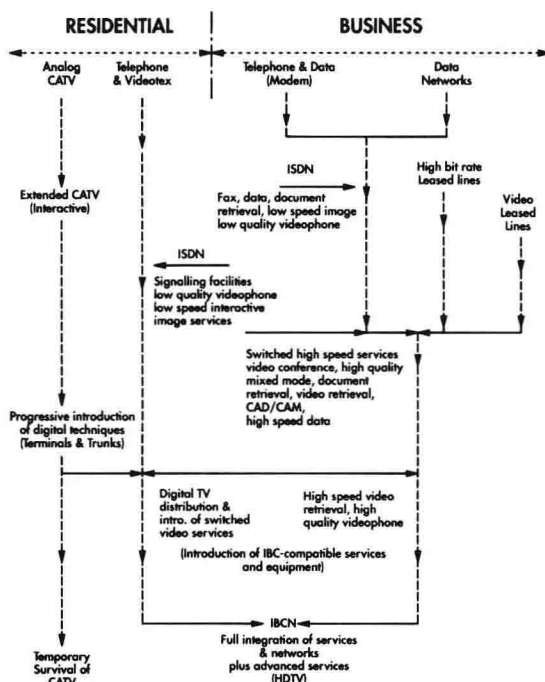 RESIDENTIAL
BUSINESS
Analog
CATV
Telephone
& Videotex
Telephone & Data
(Modem)
Data
Networks
ISDN
Fax, data, document
retrieval, low speed image
low quality videophone
High bit rate
Leased lines
Extended CATV
(Interactive)
Video
Leased
Lines
ISDN
Signalling facilities
low quality videophone
low speed interactive
image services
Switched high speed services
video conference, high quality
mixed mode, document
retrieval, video retrieval,
CAD/CAM,
high speed data
Progressive introduction
of digital techniques
(Terminals & Trunks)
Digital TV
distribution &
intro. of switched
video services
High speed video
retrieval, high
quality videophone
(Introduction of IBC-compatible services
and equipment)
IBCN
Full integration of services
& networks
plus advanced services
(HDTV)
Temporary
Survival of
CATV